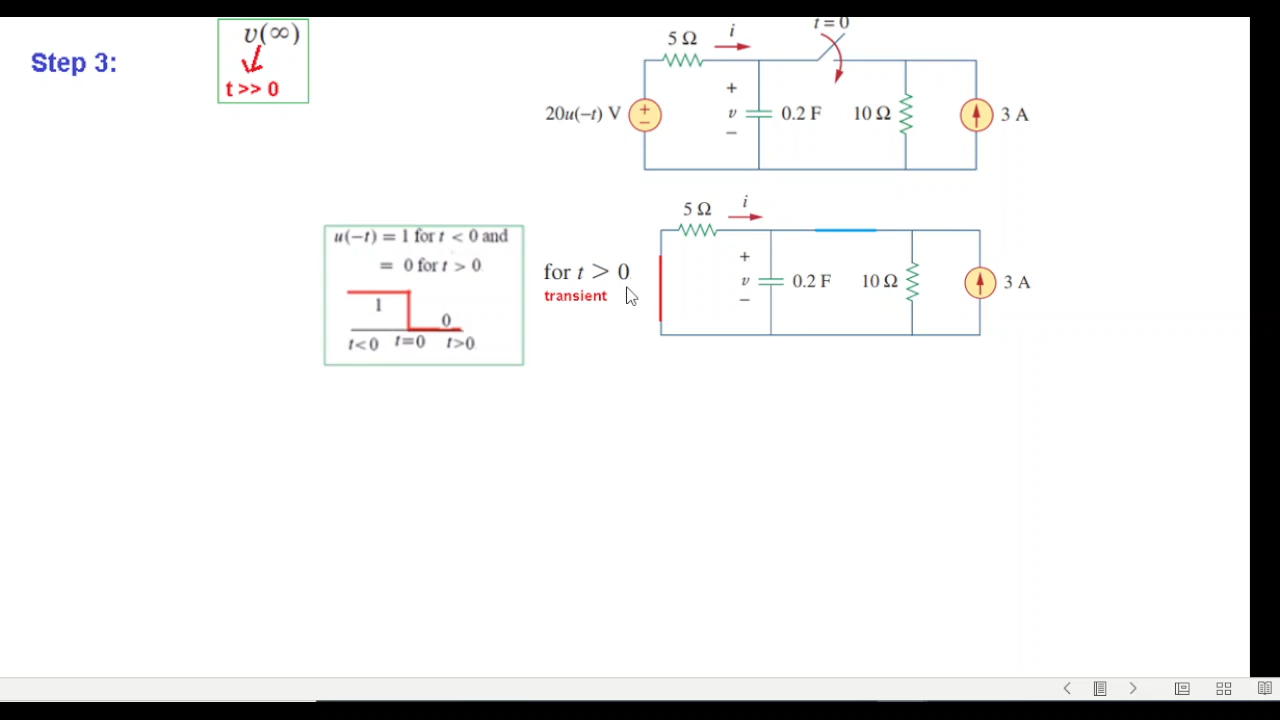 Step 3:
v(∞)
t >> 0
t = 0
5 Ω
i
20u(−t) V
+
−
+
v
−
0.2 F
10 Ω
3 A
u(−t) = 1 for t < 0 and
= 0 for t > 0
1
0
t<0
t=0
t>0
for t > 0
transient
5 Ω
i
+
v
−
0.2 F
10 Ω
3 A